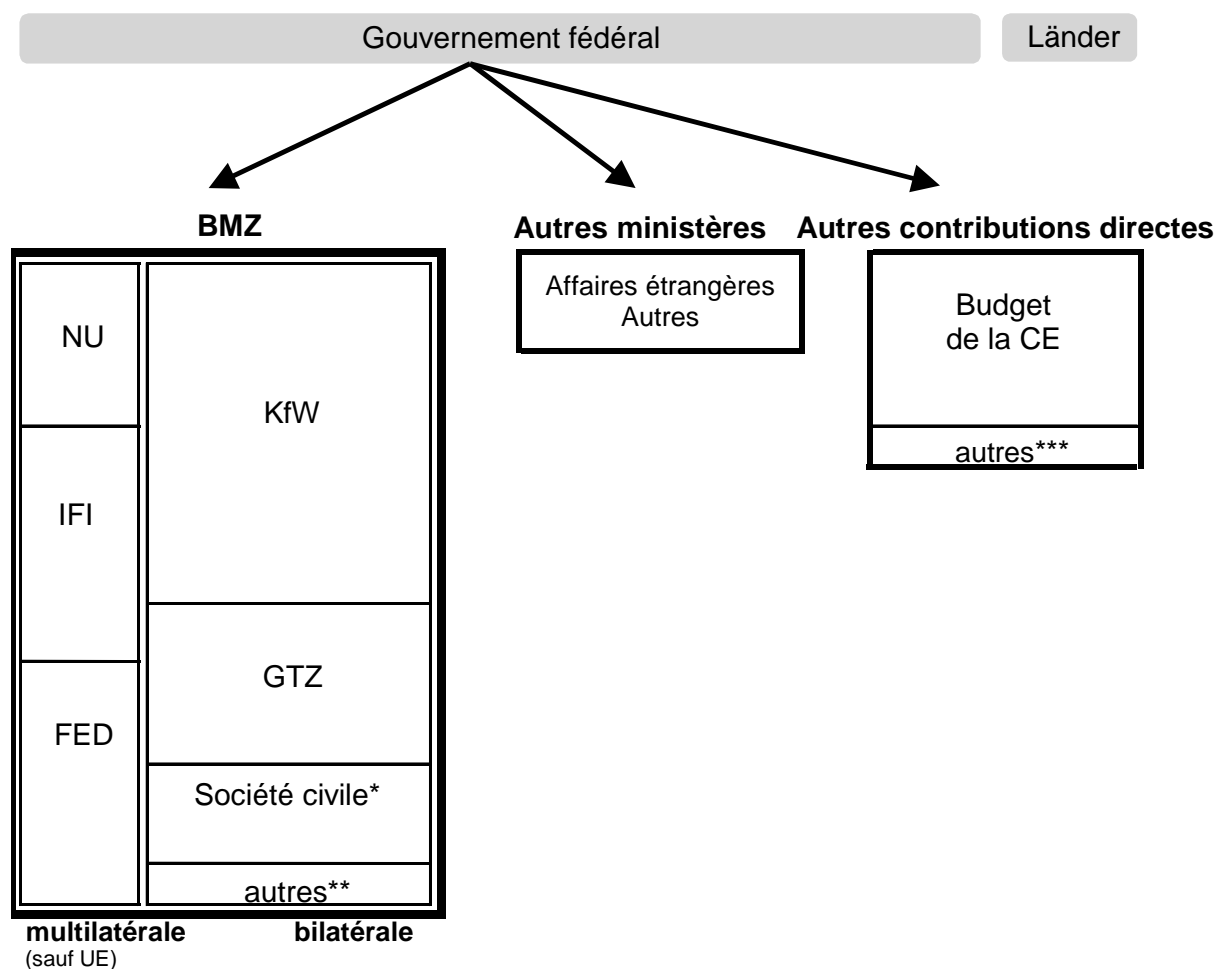 Gouvernement fédéral
Länder
BMZ
Autres ministères
Autres contributions directes
NU
IFI
FED
KfW
GTZ
Société civile*
autres**
multilatérale
(sauf UE)
bilatérale
Affaires étrangères
Autres
Budget
de la CE
autres***